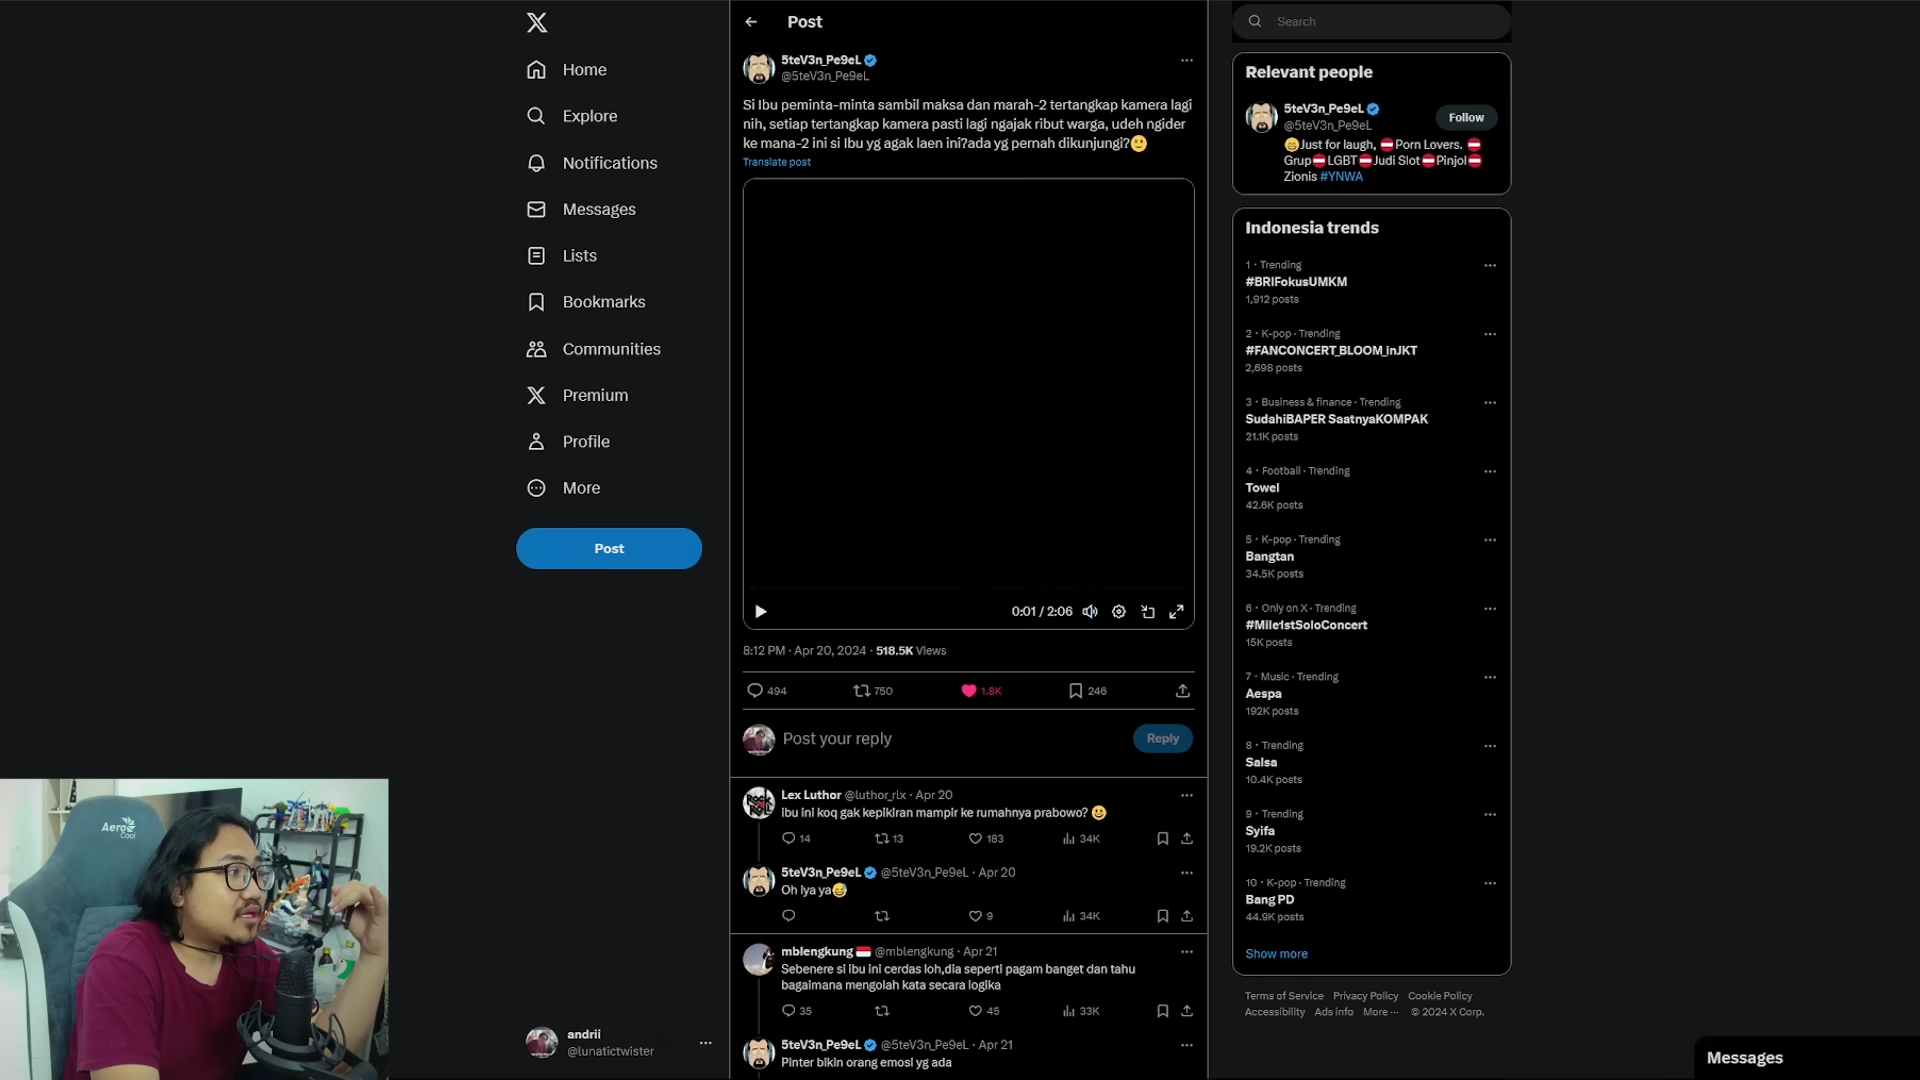 Home
Explore
Notifications
Messages
Lists
Bookmarks
Communities
Premium
Profile
More
Post
andrii
@lunatictwister
Post
5teV3n_Pe9eL
@5teV3n_Pe9eL
Si Ibu peminta-minta sambil maksa dan marah-2 tertangkap kamera lagi
nih, setiap tertangkap kamera pasti lagi ngajak ribut warga, udeh ngider
ke mana-2 ini si Ibu yg agak laen ini?ada yg pernah dikunjungi?🙂
Translate post
0:01 / 2:06
8:12 PM · Apr 20, 2024 · 518.5K Views
494 750 1.8K 246
Post your reply
Reply
Lex Luthor @luthor_rlx · Apr 20
Ibu ini koq gak kepikiran mampir ke rumahnya prabowo? 😃
14 13 183 34K
5teV3n_Pe9eL @5teV3n_Pe9eL · Apr 20
Oh Iya ya😅
9 34K
mblengkung 🇮🇩 @mblengkung · Apr 21
Sebenere si ibu ini cerdas loh,dia seperti pagam banget dan tahu
bagaimana mengolah kata secara logika
35 45 33K
5teV3n_Pe9eL @5teV3n_Pe9eL · Apr 21
Pinter bikin orang emosi yg ada
Search
Relevant people
5teV3n_Pe9eL
@5teV3n_Pe9eL
Follow
😄Just for laugh, ⛔Porn Lovers. ⛔
Grup⛔LGBT⛔Judi Slot⛔Pinjol⛔
Zionis #YNWA
Indonesia trends
1 · Trending
#BRIFokusUMKM
1,912 posts
2 · K-pop · Trending
#FANCONCERT_BLOOM_inJKT
2,698 posts
3 · Business & finance · Trending
SudahiBAPER SaatnyaKOMPAK
21.1K posts
4 · Football · Trending
Towel
42.6K posts
5 · K-pop · Trending
Bangtan
34.5K posts
6 · Only on X · Trending
#Mile1stSoloConcert
15K posts
7 · Music · Trending
Aespa
192K posts
8 · Trending
Salsa
10.4K posts
9 · Trending
Syifa
19.2K posts
10 · K-pop · Trending
Bang PD
44.9K posts
Show more
Terms of Service Privacy Policy Cookie Policy
Accessibility Ads info More ··· © 2024 X Corp.
Messages
Aero
Cool